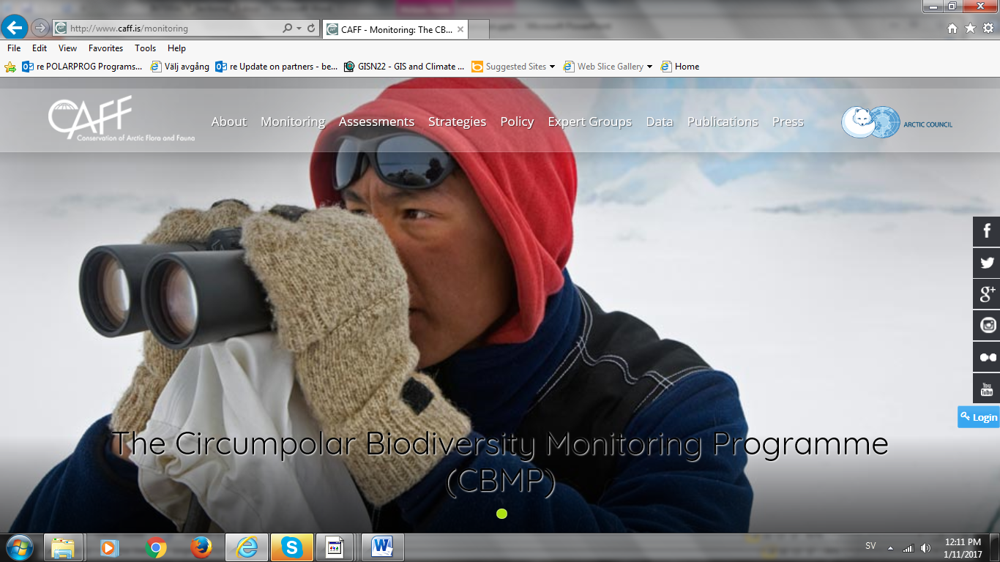 http://www.caff.is/monitoring
CAFF - Monitoring: The CB...
File Edit View Favorites Tools Help
re POLARPROG Programs... Välj avgång re Update on partners - be... GISN22 - GIS and Climate ... Suggested Sites Web Slice Gallery Home
CAFF
Conservation of Arctic Flora and Fauna
About Monitoring Assessments Strategies Policy Expert Groups Data Publications Press
ARCTIC COUNCIL
You
Tube
Login
The Circumpolar Biodiversity Monitoring Programme
(CBMP)
SV
12:11 PM
1/11/2017